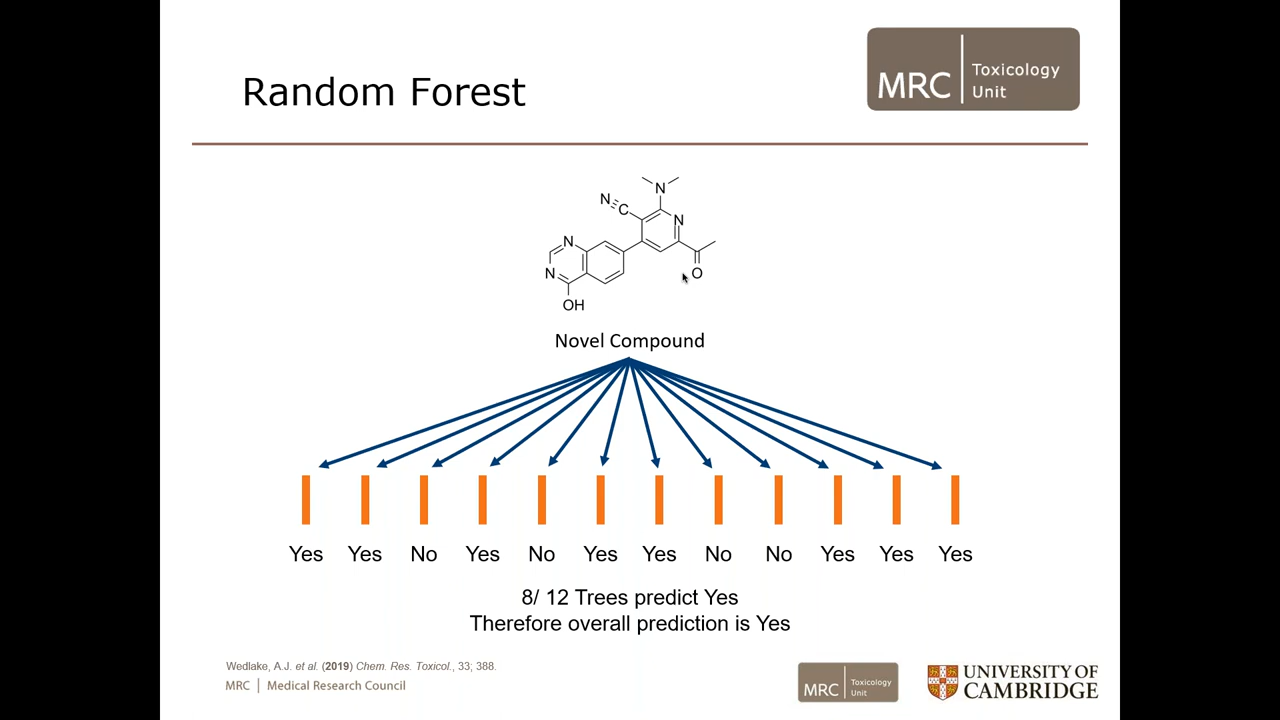 Random Forest
MRC
Toxicology
Unit
N
N
C
N
N
N
O
OH
Novel Compound
Yes Yes No Yes No Yes Yes No No Yes Yes Yes
8/ 12 Trees predict Yes
Therefore overall prediction is Yes
Wedlake, A.J. et al. (2019) Chem. Res. Toxicol., 33; 388.
MRC | Medical Research Council
MRC
Toxicology
Unit
UNIVERSITY OF
CAMBRIDGE